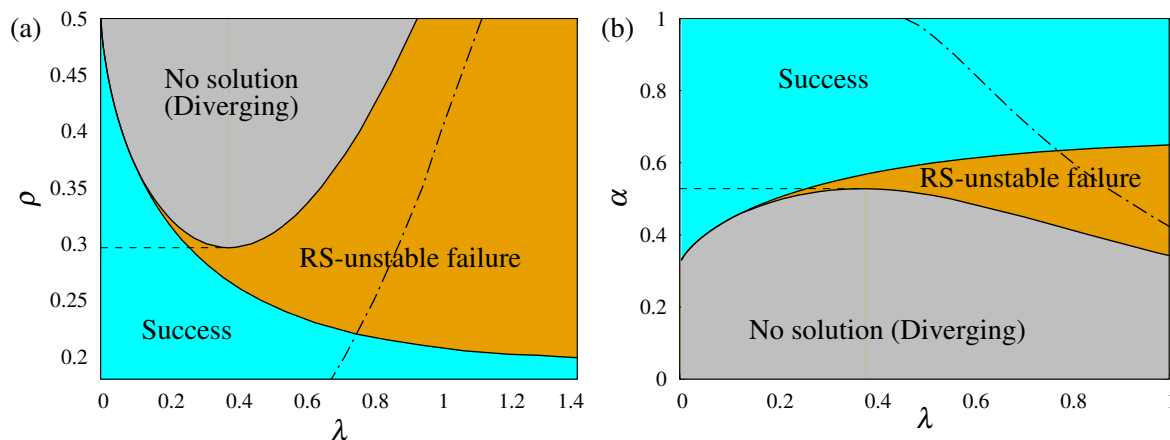 (a)
0.5
0.45
0.4
0.35
0.3
0.25
0.2
ρ
No solution
(Diverging)
RS-unstable failure
Success
0 0.2 0.4 0.6 0.8 1 1.2 1.4
λ
(b)
1
0.8
0.6
0.4
0.2
0
α
Success
RS-unstable failure
No solution (Diverging)
0 0.2 0.4 0.6 0.8 1
λ